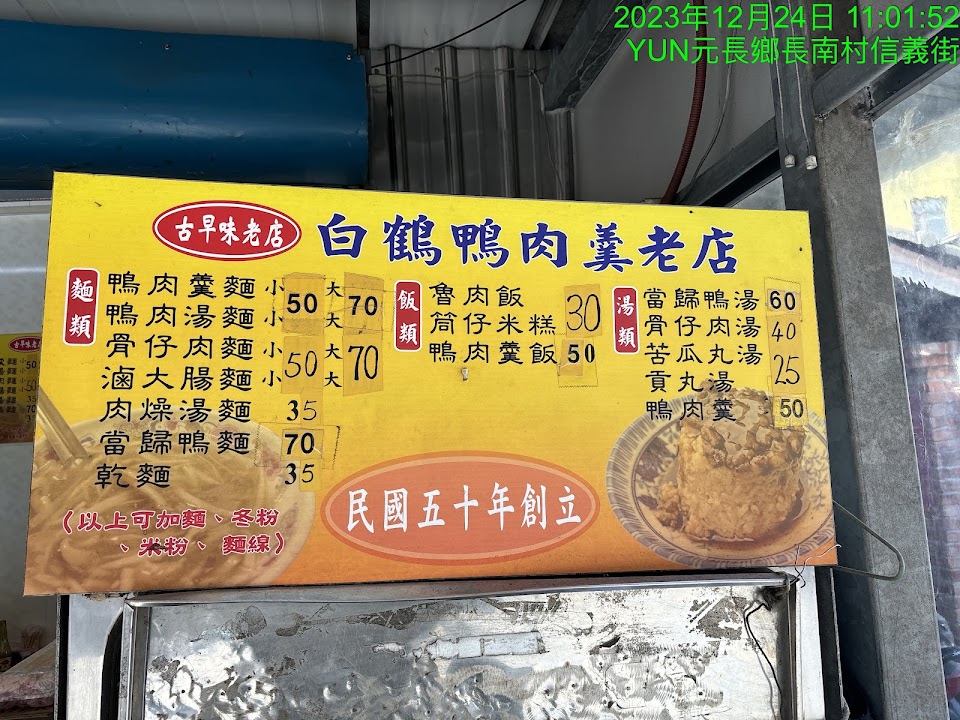 2023年12月24日 11:01:52
YUN元長鄉長南村信義街
古早味老店 白鶴鴨肉羹老店
麵類
鴨肉羹麵 小 50 大 70
鴨肉湯麵 小 大
骨仔肉麵 小 50 大 70
滷大腸麵 小 大
肉燥湯麵 35
當歸鴨麵 70
乾麵 35
(以上可加麵、冬粉
、米粉、麵線)
飯類
魯肉飯 30
筒仔米糕
鴨肉羹飯 50
湯類
當歸鴨湯 60
骨仔肉湯 40
苦瓜丸湯 25
貢丸湯
鴨肉羹 50
民國五十年創立
古早味老店